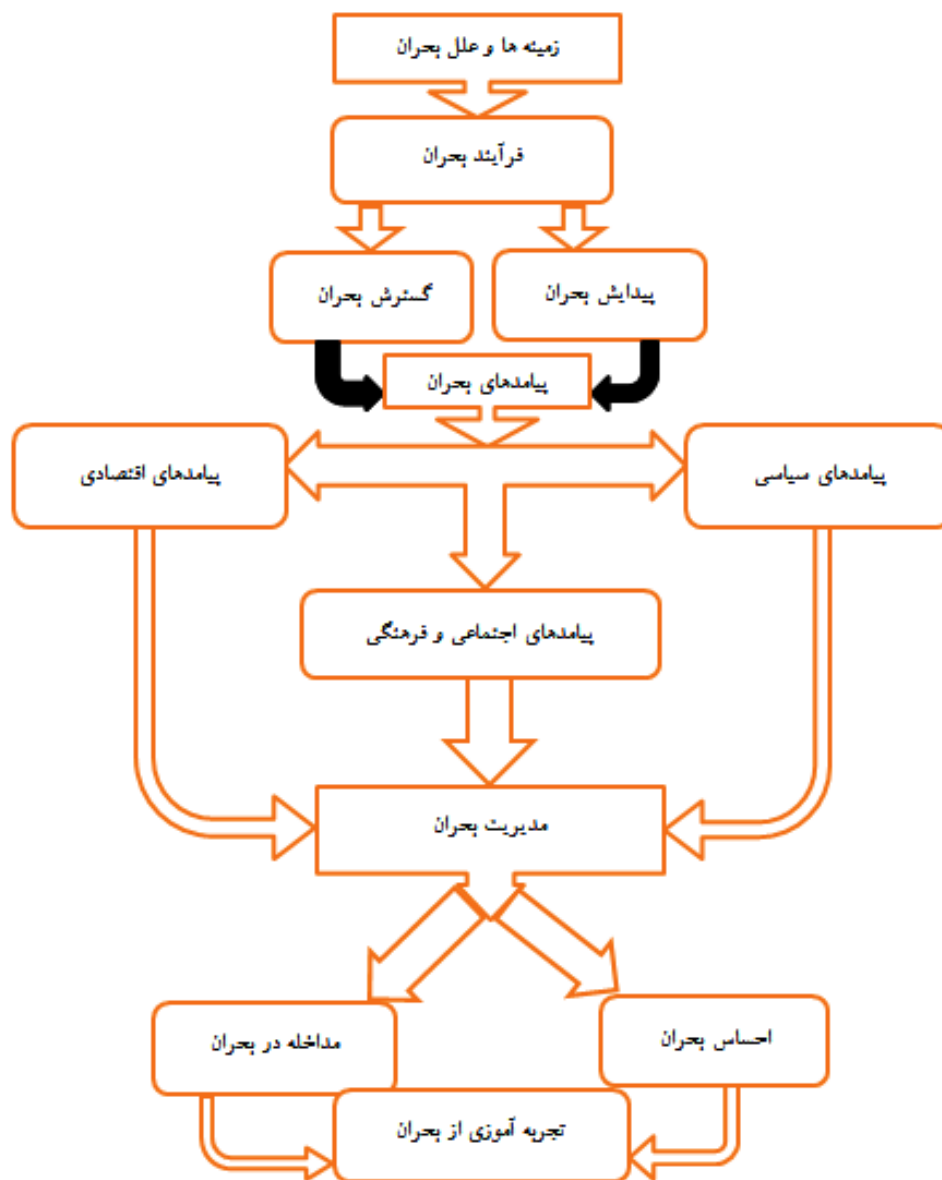 زمینه ها و علل بحران
فرآیند بحران
پیدایش بحران
گسترش بحران
پیامدهای بحران
پیامدهای سیاسی
پیامدهای اقتصادی
پیامدهای اجتماعی و فرهنگی
مدیریت بحران
احساس بحران
مداخله در بحران
تجربه آموزی از بحران